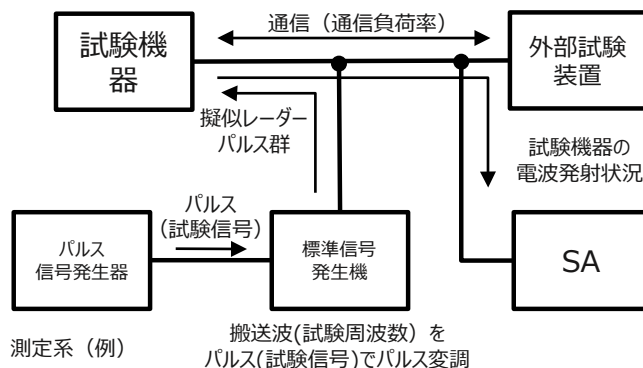 試験機
器
通信（通信負荷率）
外部試験
装置
擬似レーダー
パルス群
試験機器の
電波発射状況
パルス
（試験信号）
パルス
信号発生器
標準信号
発生機
SA
測定系（例）
搬送波(試験周波数）を
パルス(試験信号)でパルス変調